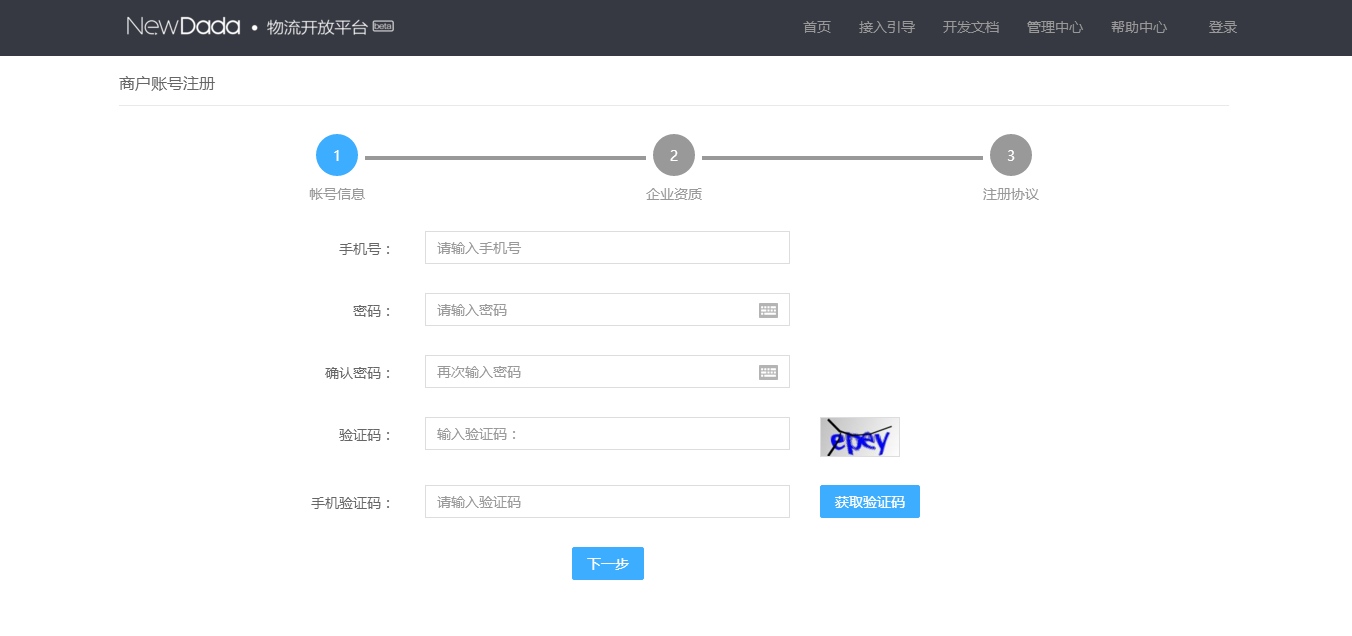 NewDada • 物流开放平台 beta 首页 接入引导 开发文档 管理中心 帮助中心 登录
商户账号注册
1 2 3
帐号信息 企业资质 注册协议
手机号： 请输入手机号
密码： 请输入密码
确认密码： 再次输入密码
验证码： 输入验证码： epey
手机验证码： 请输入验证码 获取验证码
下一步